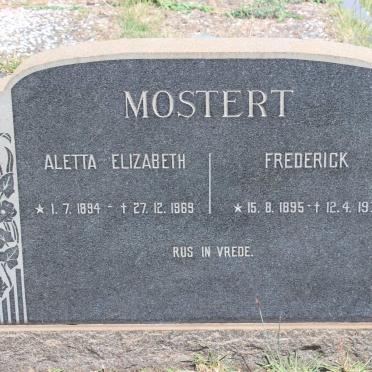 MOSTERT
ALETTA ELIZABETH FREDERICK
* 1. 7. 1894 - † 27. 12. 1969 * 15. 8. 1895 - † 12. 4.
RUS IN VREDE.